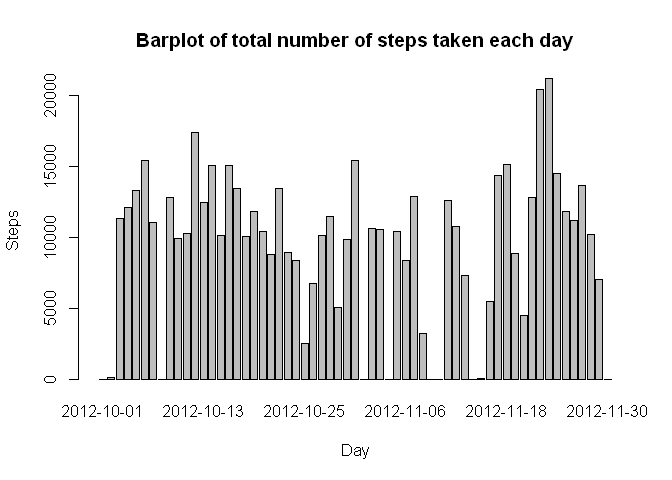 Barplot of total number of steps taken each day
20000
15000
10000
5000
0
Steps
2012-10-01 2012-10-13 2012-10-25 2012-11-06 2012-11-18 2012-11-30
Day